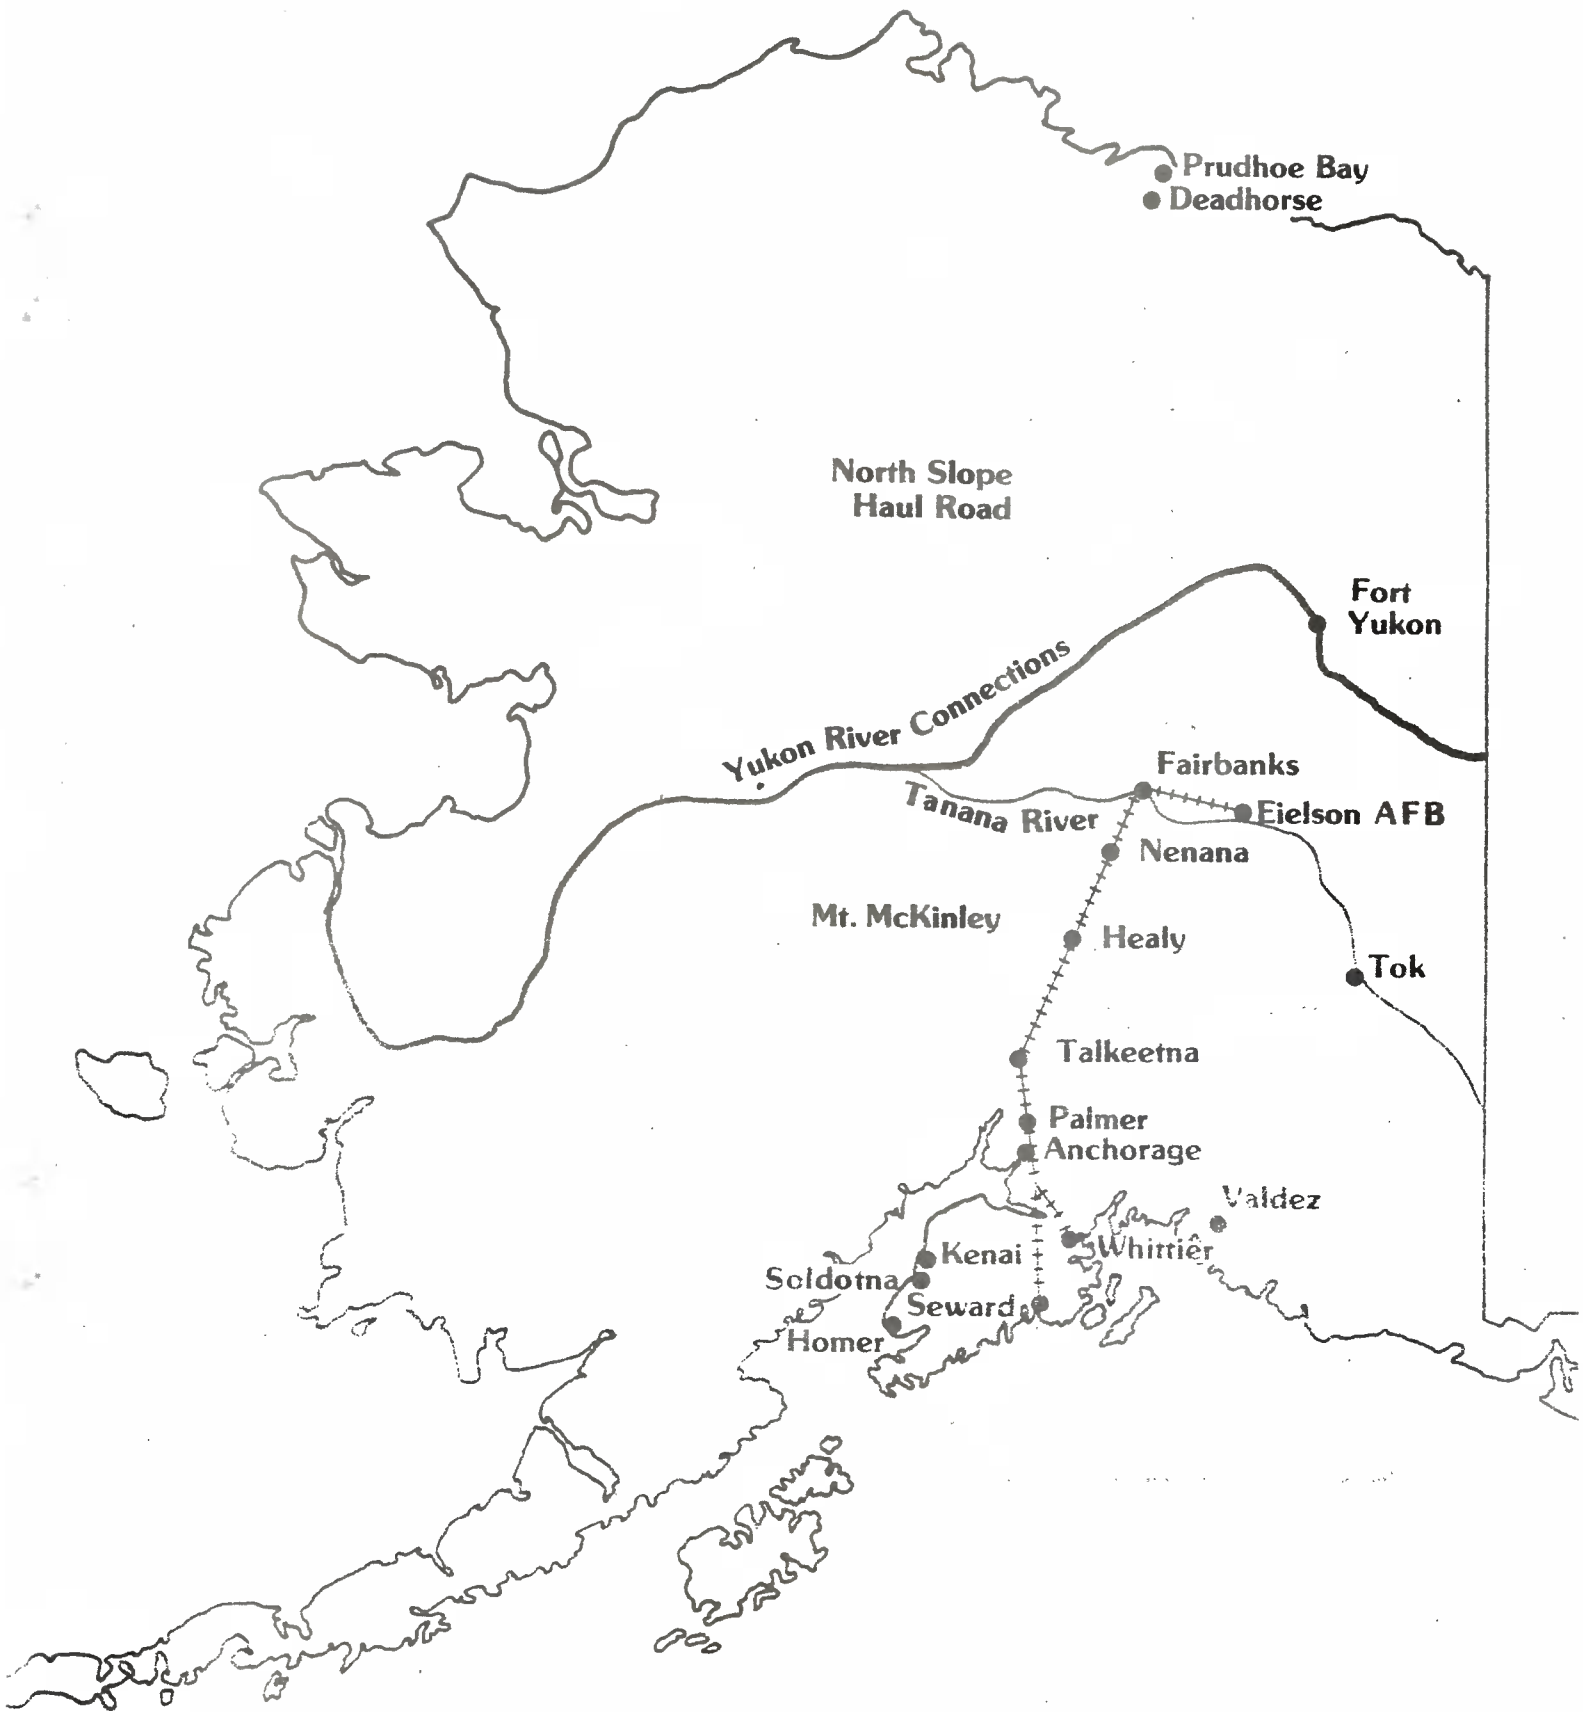 Prudhoe Bay
Deadhorse
North Slope
Haul Road
Fort
Yukon
Yukon River Connections
Fairbanks
Tanana River
Eielson AFB
Nenana
Mt. McKinley
Healy
Tok
Talkeetna
Palmer
Anchorage
Valdez
Kenai
Whittier
Soldotna
Seward
Homer